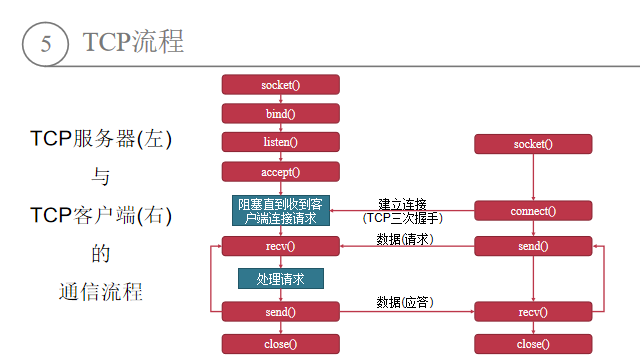 5
TCP流程
TCP服务器(左)
与
TCP客户端(右)
的
通信流程
socket()
bind()
listen()
accept()
阻塞直到收到客
户端连接请求
recv()
处理请求
send()
close()
建立连接
(TCP三次握手)
数据(请求)
数据(应答)
socket()
connect()
send()
recv()
close()